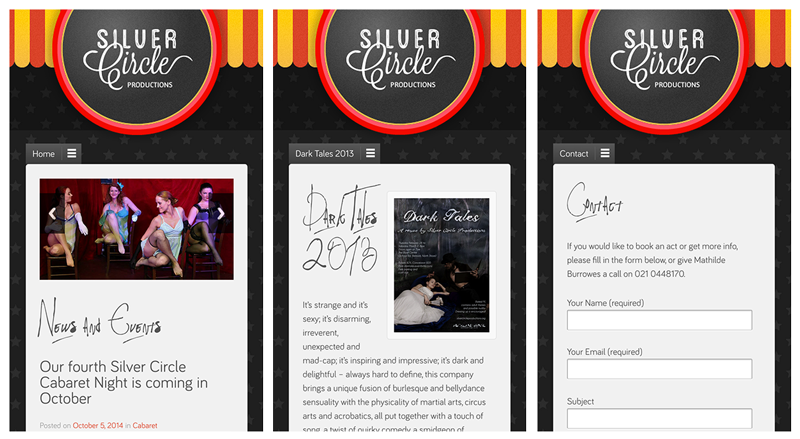 SILVER
Circle
PRODUCTIONS
Home
News and Events
Our fourth Silver Circle
Cabaret Night is coming in
October
Posted on October 5, 2014 in Cabaret
SILVER
Circle
PRODUCTIONS
Dark Tales 2013
Dark Tales
2013
Dark Tales
It's strange and it's
sexy; it's disarming,
irreverent,
unexpected and
mad-cap; it's inspiring and impressive; it's dark and
delightful – always hard to define, this company
brings a unique fusion of burlesque and bellydance
sensuality with the physicality of martial arts, circus
arts and acrobatics, all put together with a touch of
song, a twist of quirky comedy, a smidgeon of
SILVER
Circle
PRODUCTIONS
Contact
Contact
If you would like to book an act or get more info,
please fill in the form below, or give Mathilde
Burrowes a call on 021 0448170.
Your Name (required)
Your Email (required)
Subject